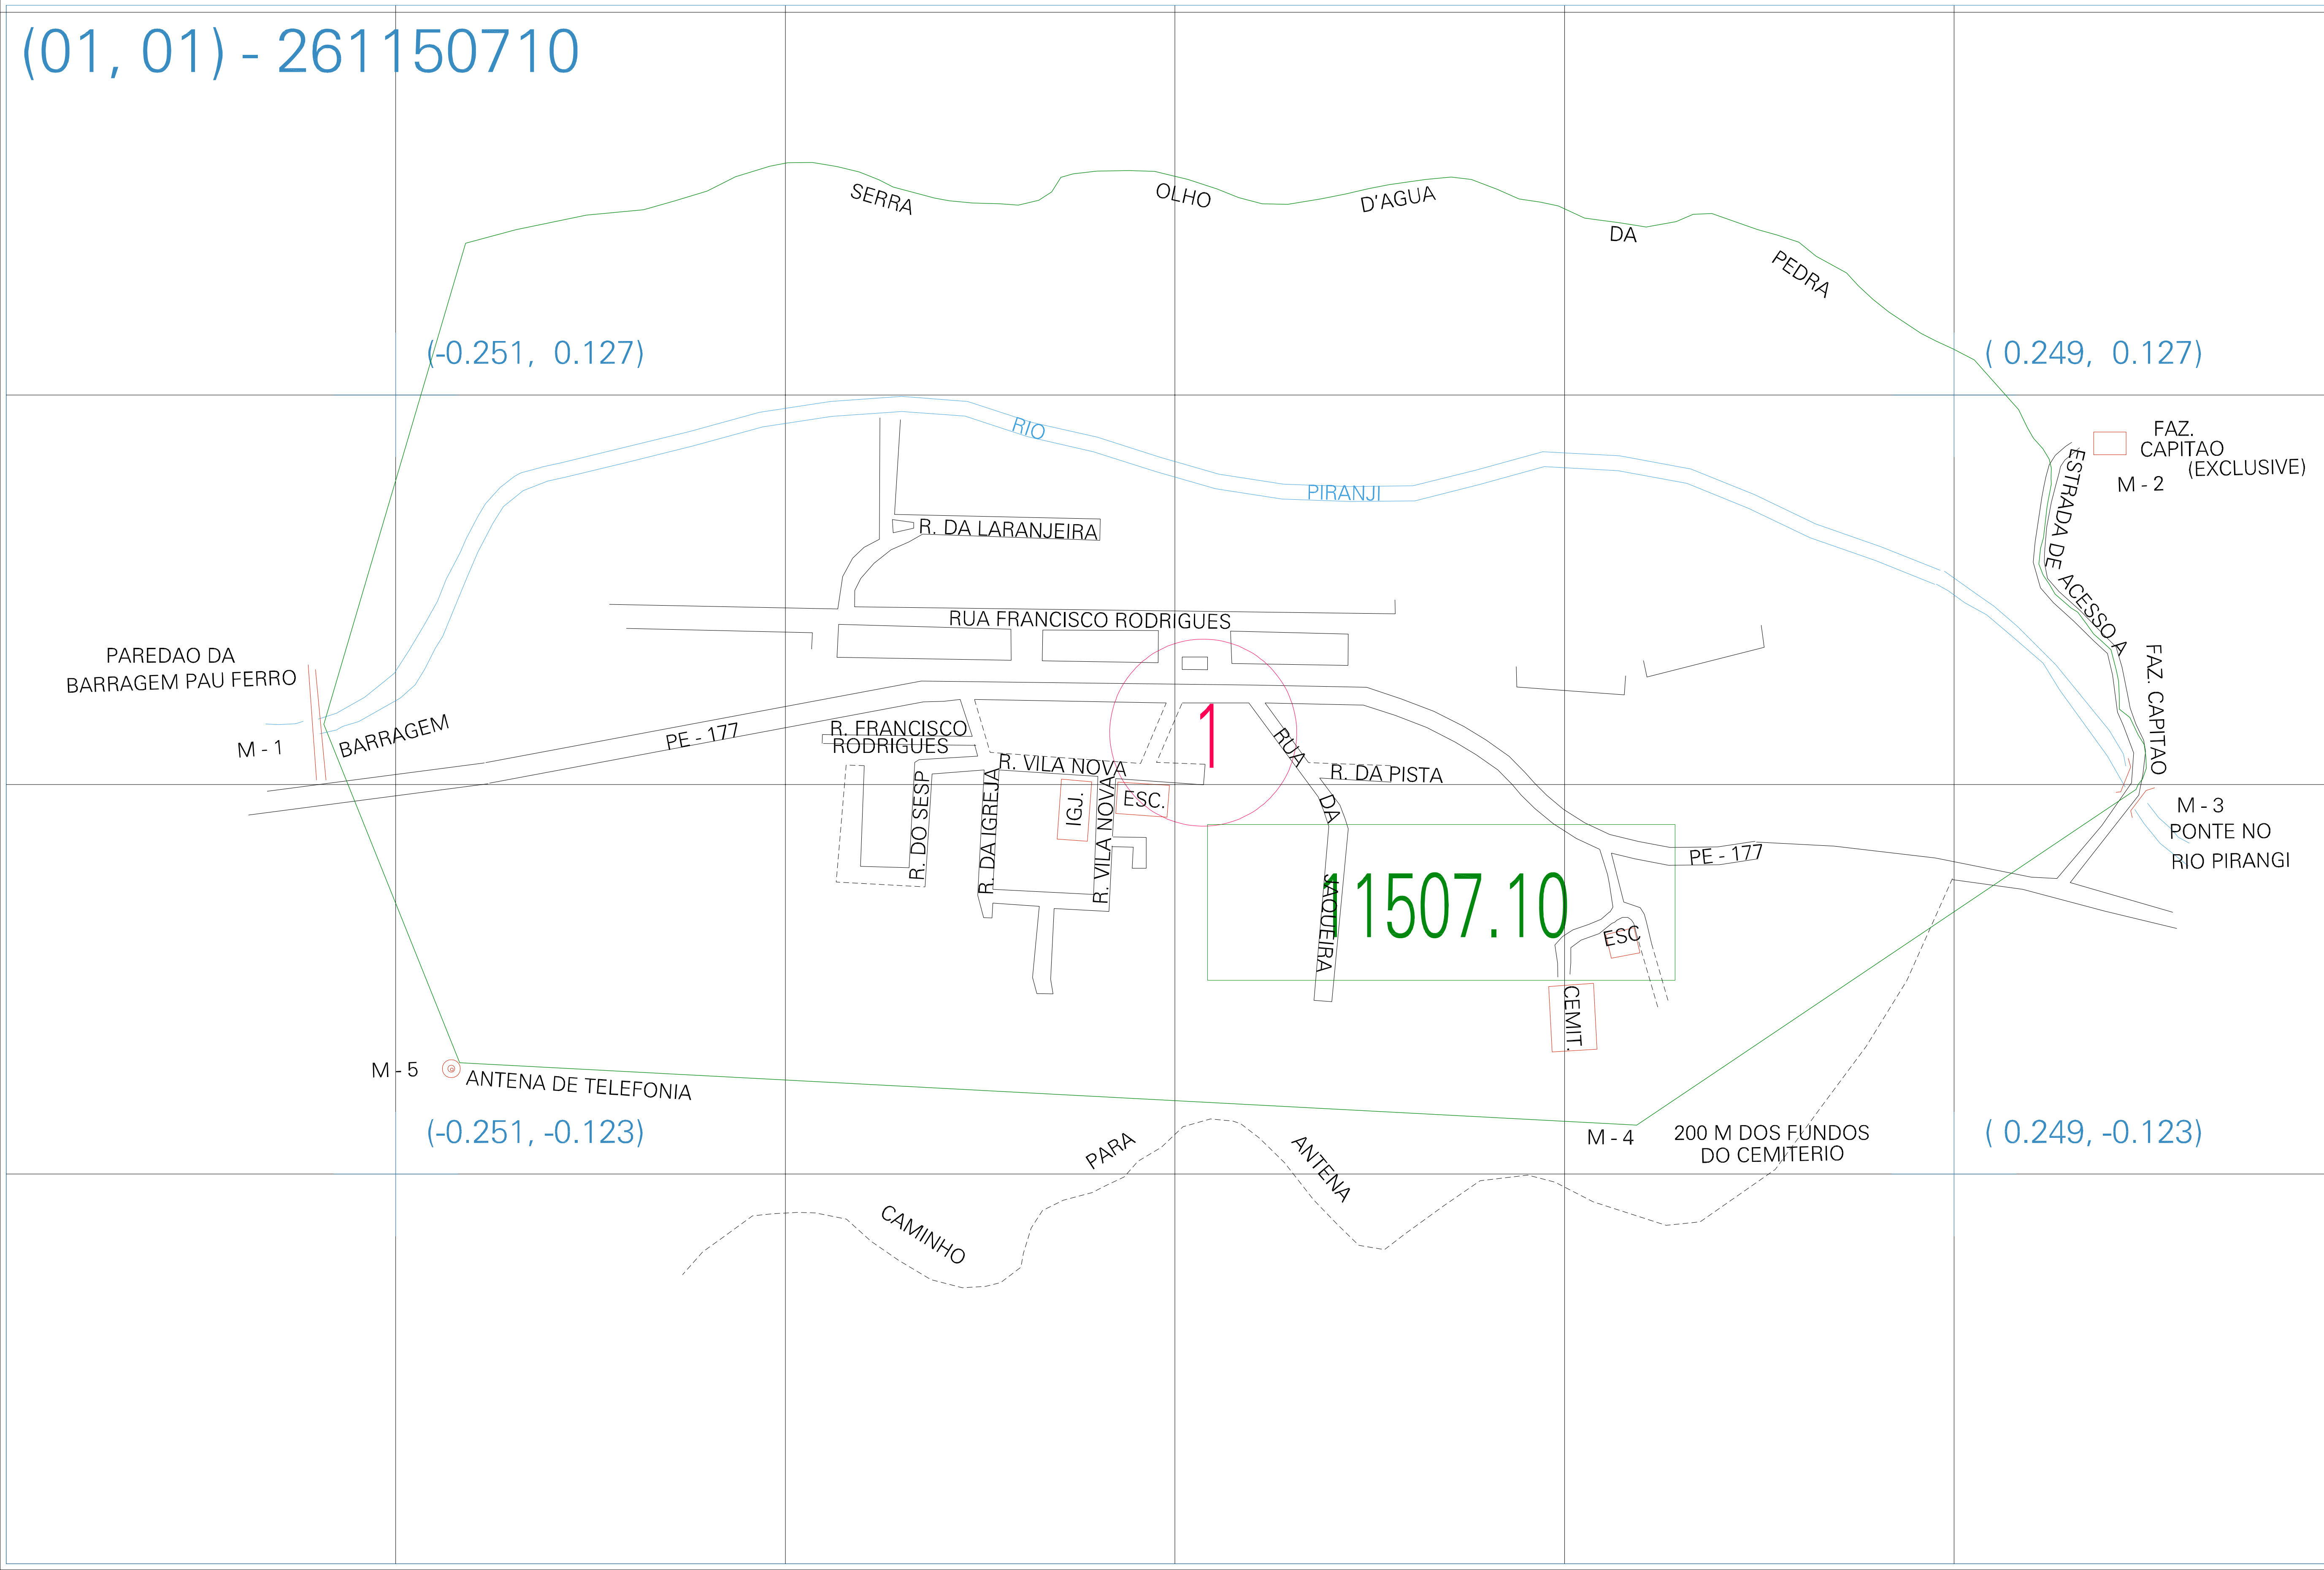 (01, 01) - 261150710
SERRA
OLHO
D'AGUA
DA
PEDRA
(-0.251, 0.127)
( 0.249, 0.127)
RIO
PIRANJI
FAZ.
CAPITAO
(EXCLUSIVE)
M - 2
ESTRADA DE ACESSO A
FAZ. CAPITAO
R. DA LARANJEIRA
RUA FRANCISCO RODRIGUES
PAREDAO DA
BARRAGEM PAU FERRO
M - 1
BARRAGEM
PE - 177
R. FRANCISCO
RODRIGUES
R. VILA NOVA
1
RUA
DA
JAQUEIRA
R. DA PISTA
R. DO SESP
R. DA IGREJA
IGJ.
R. VILA NOVA
ESC.
M - 3
PONTE NO
RIO PIRANGI
PE - 177
11507.10
ESC
CEMIT.
M - 5
ANTENA DE TELEFONIA
(-0.251, -0.123)
( 0.249, -0.123)
M - 4
200 M DOS FUNDOS
DO CEMITERIO
CAMINHO
PARA
ANTENA